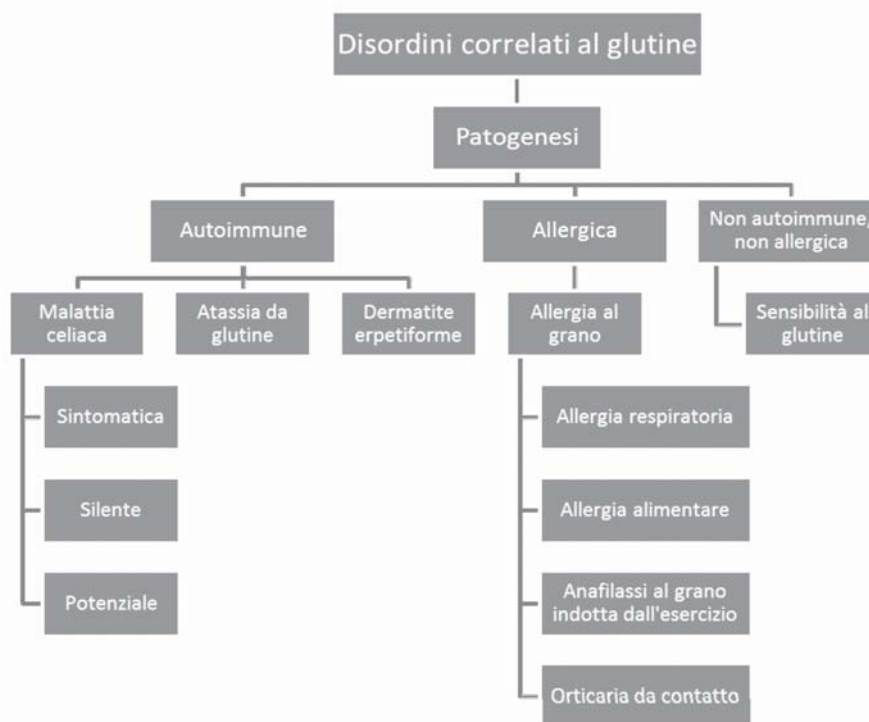 Disordini correlati al glutine
Patogenesi
Autoimmune
Allergica
Non autoimmune,
non allergica
Malattia
celiaca
Atassia da
glutine
Dermatite
erpetiforme
Allergia al
grano
Sensibilità al
glutine
Sintomatica
Silente
Potenziale
Allergia respiratoria
Allergia alimentare
Anafilassi al grano
indotta dall'esercizio
Orticaria da contatto